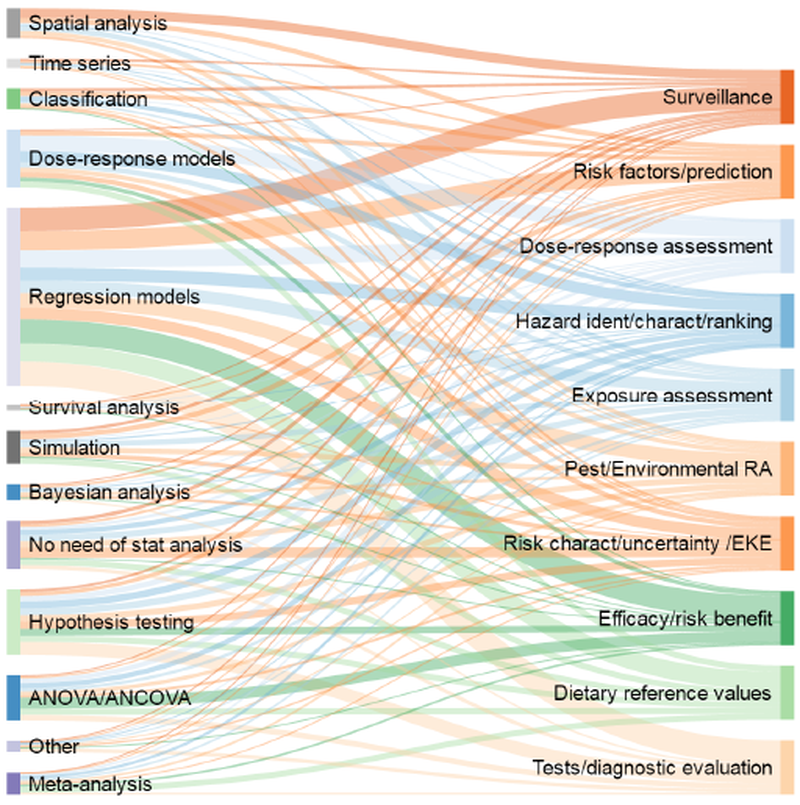 Spatial analysis
Time series
Classification
Dose-response models
Regression models
Survival analysis
Simulation
Bayesian analysis
No need of stat analysis
Hypothesis testing
ANOVA/ANCOVA
Other
Meta-analysis
Surveillance
Risk factors/prediction
Dose-response assessment
Hazard ident/charact/ranking
Exposure assessment
Pest/Environmental RA
Risk charact/uncertainty /EKE
Efficacy/risk benefit
Dietary reference values
Tests/diagnostic evaluation